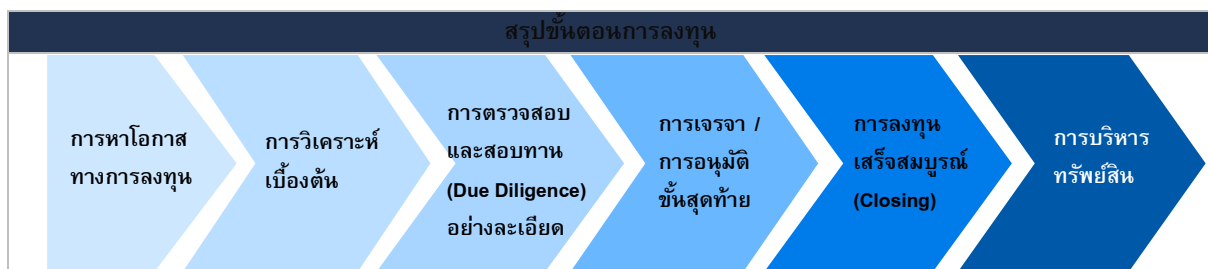 สรุปขั้นตอนการลงทุน
การหาโอกาส
ทางการลงทุน
การวิเคราะห์
เบื้องต้น
การตรวจสอบ
และสอบทาน
(Due Diligence)
อย่างละเอียด
การเจรจา /
การอนุมัติ
ขั้นสุดท้าย
การลงทุน
เสร็จสมบูรณ์
(Closing)
การบริหาร
ทรัพย์สิน